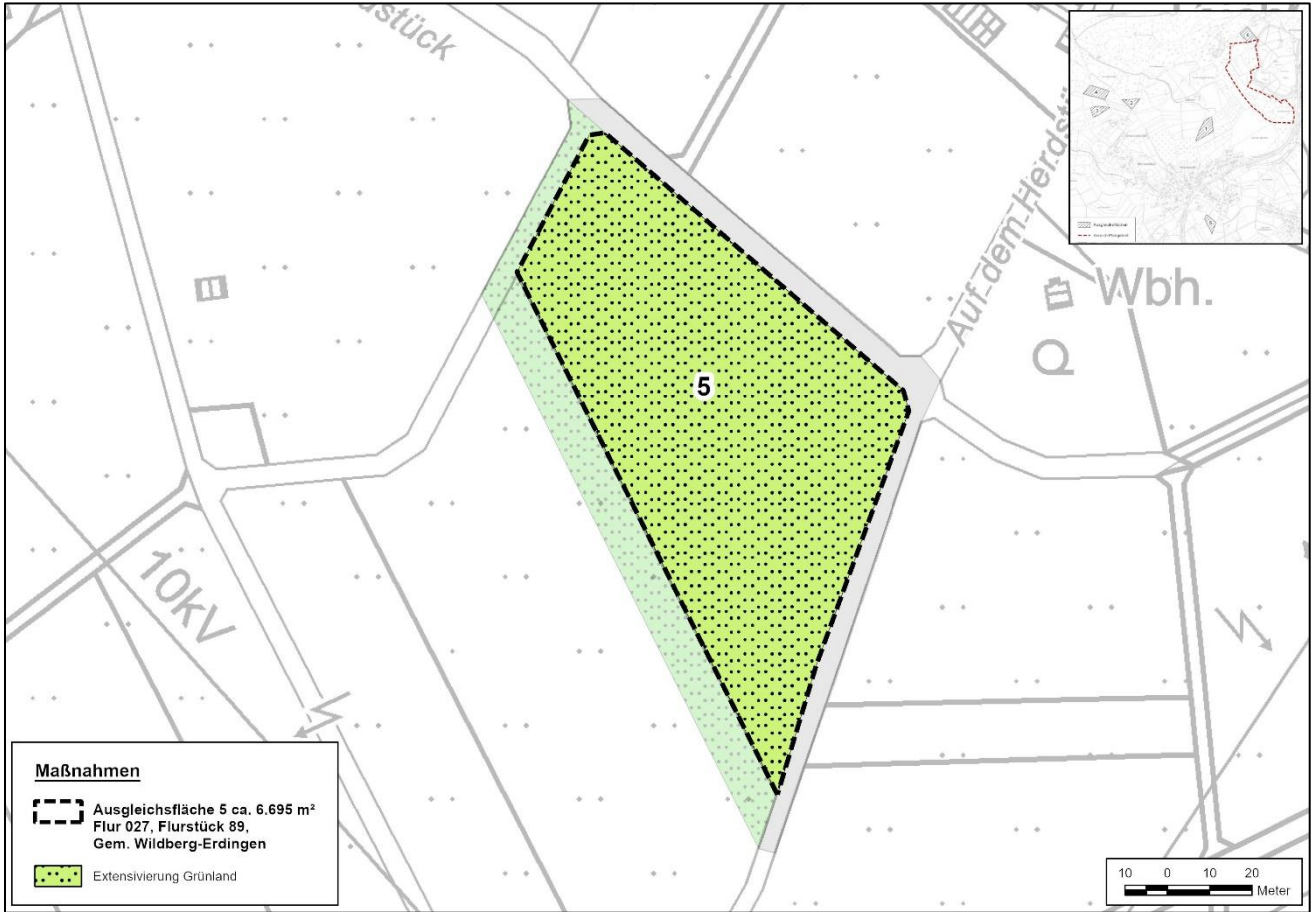 dstück
Auf dem Herdst
Wbh.
5
10kV
Maßnahmen
Ausgleichsfläche 5 ca. 6.695 m²
Flur 027, Flurstück 89,
Gem. Wildberg-Erdingen
Extensivierung Grünland
10 0 10 20
Meter